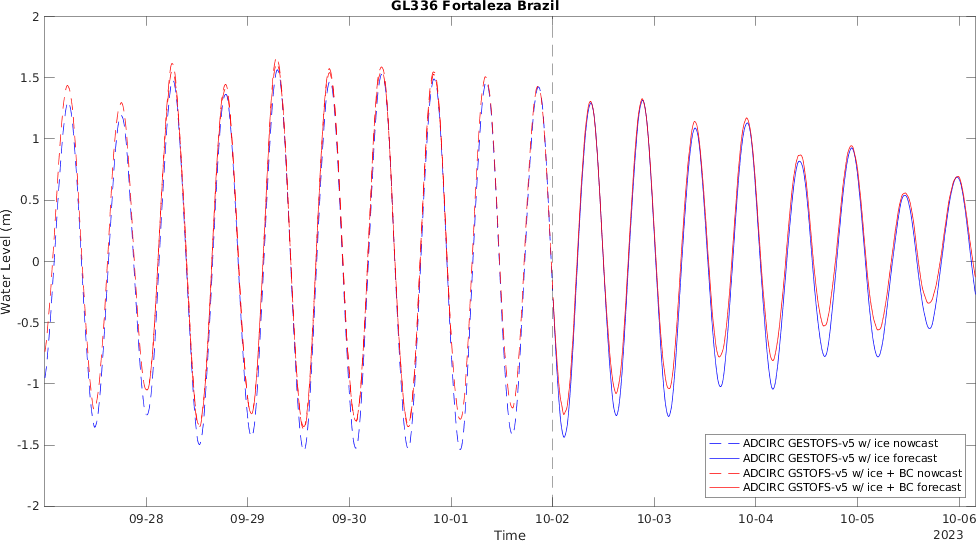 GL336 Fortaleza Brazil
2
1.5
1
0.5
0
-0.5
-1
-1.5
-2
Water Level (m)
ADCIRC GESTOFS-v5 w/ ice nowcast
ADCIRC GESTOFS-v5 w/ ice forecast
ADCIRC GSTOFS-v5 w/ ice + BC nowcast
ADCIRC GSTOFS-v5 w/ ice + BC forecast
09-28 09-29 09-30 10-01 10-02 10-03 10-04 10-05 10-06
Time 2023